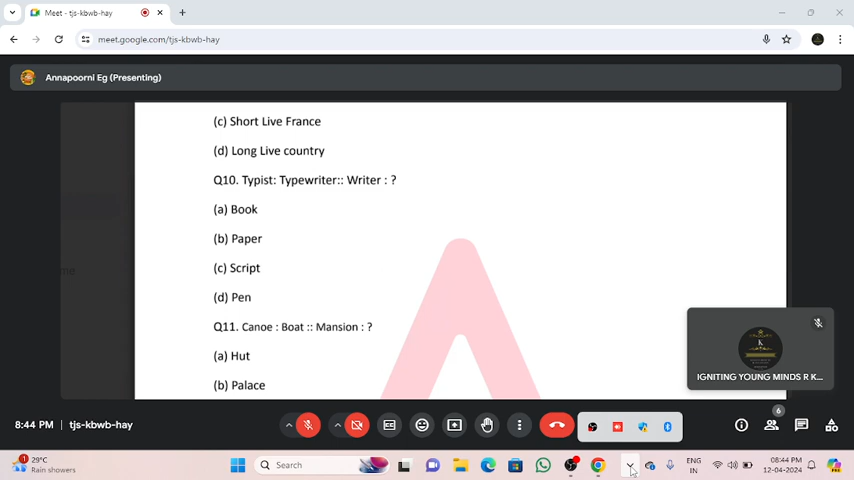 Meet - tjs-kbwb-hay
meet.google.com/tjs-kbwb-hay
Annapoorni Eg (Presenting)
(c) Short Live France
(d) Long Live country
Q10. Typist: Typewriter:: Writer : ?
(a) Book
(b) Paper
(c) Script
(d) Pen
Q11. Canoe : Boat :: Mansion : ?
(a) Hut
(b) Palace
me
K
IGNITING YOUNG MINDS R K...
8:44 PM | tjs-kbwb-hay
6
29°C
Rain showers
Search
ENG
IN
08:44 PM
12-04-2024